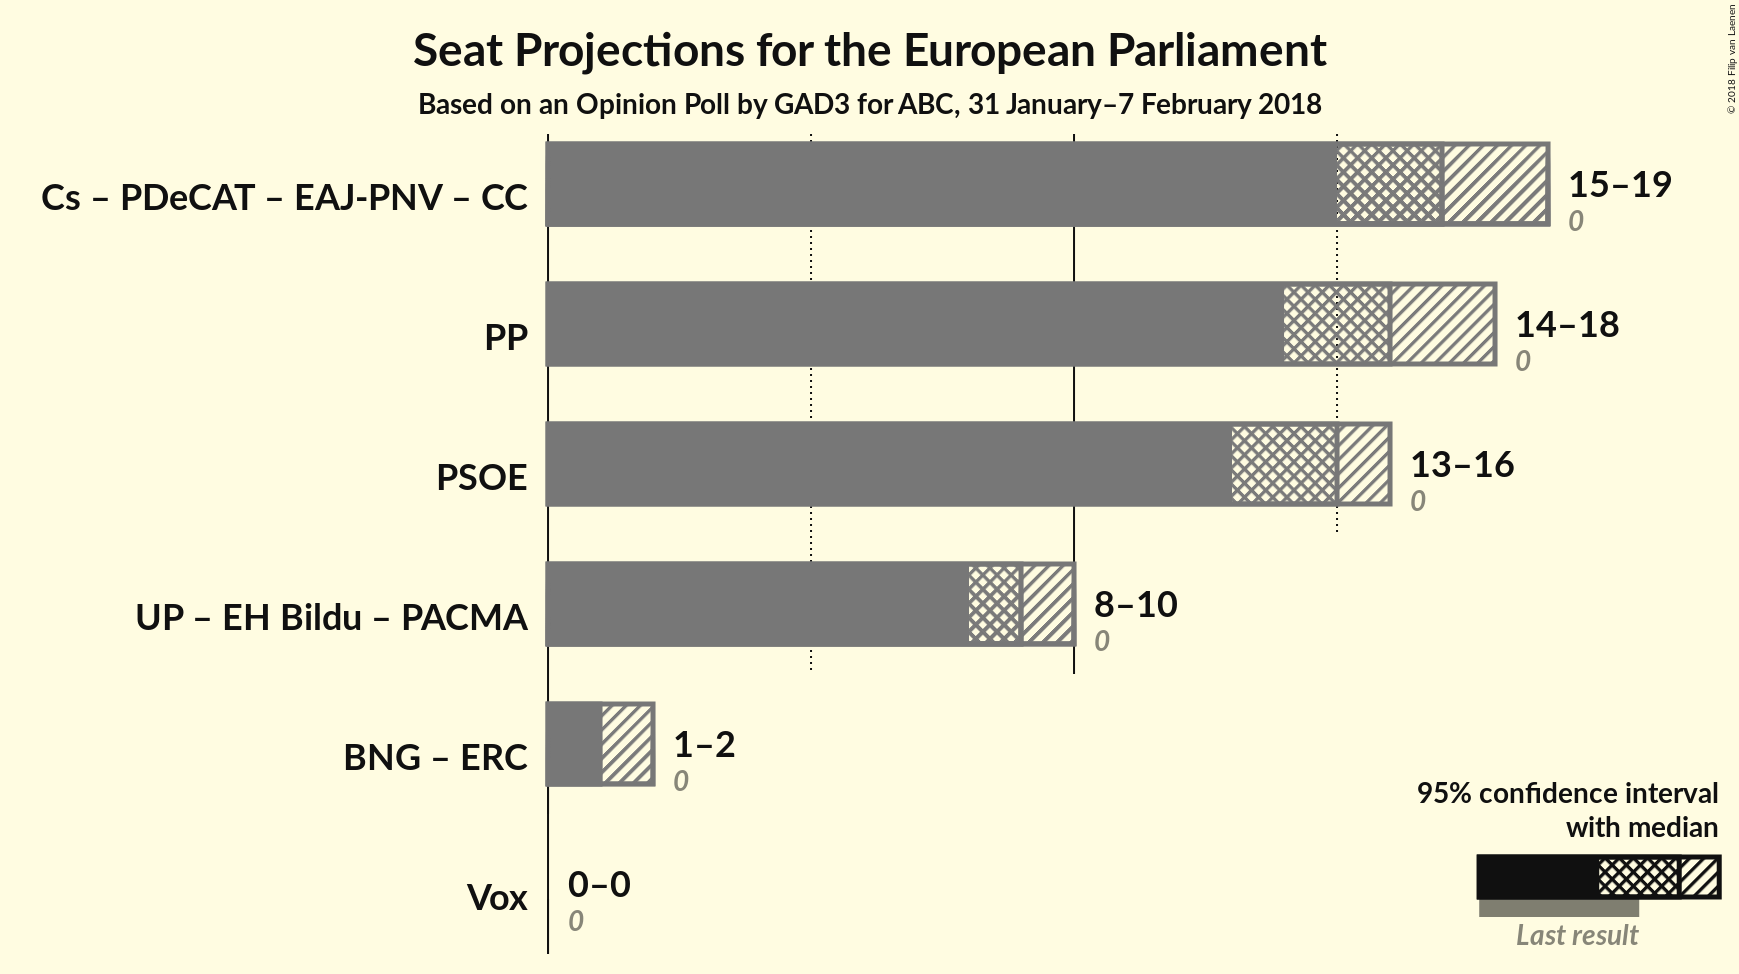 Seat Projections for the European Parliament
Based on an Opinion Poll by GAD3 for ABC, 31 January–7 February 2018
© 2018 Filip van Laenen
Cs – PDeCAT – EAJ-PNV – CC
15–19
0
PP
14–18
0
PSOE
13–16
0
UP – EH Bildu – PACMA
8–10
0
BNG – ERC
1–2
0
Vox
0–0
0
95% confidence interval
with median
Last result